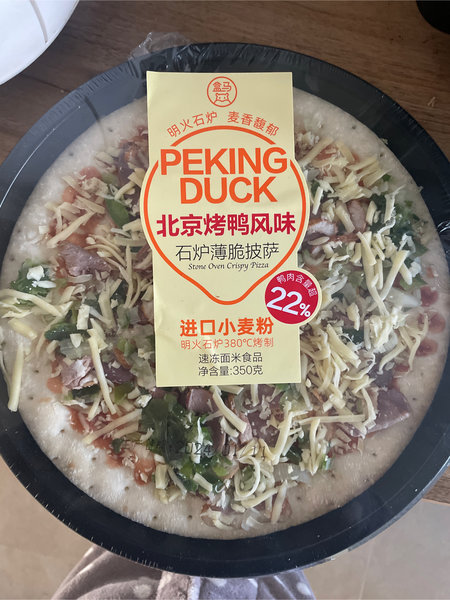 盒马
明火石炉 麦香馥郁
PEKING
DUCK
北京烤鸭风味
石炉薄脆披萨
Stone Oven Crispy Pizza
鸭肉含量超
22%
进口小麦粉
明火石炉380℃烤制
速冻面米食品
净含量:350克